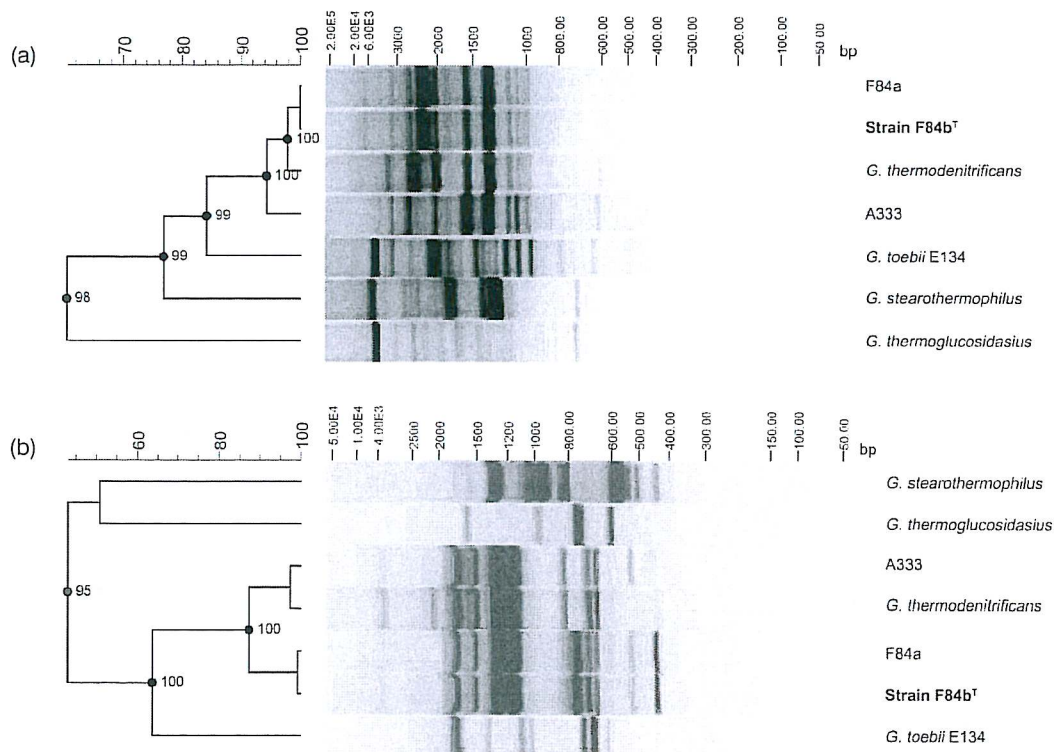 (a)
70 80 90 100
2.00E5 2.00E4 6.00E3 3000 2000 1500 1000 800.00 600.00 500.00 400.00 300.00 200.00 100.00 50.00 bp
F84a
Strain F84bᵀ
100
G. thermodenitrificans
100
A333
99
G. toebii E134
99
G. stearothermophilus
98
G. thermoglucosidasius
(b)
60 80 100
5.00E4 1.00E4 4.00E3 2500 2000 1500 1200 1000 800.00 600.00 500.00 400.00 300.00 150.00 100.00 50.00 bp
G. stearothermophilus
G. thermoglucosidasius
A333
95
G. thermodenitrificans
100
F84a
100
Strain F84bᵀ
G. toebii E134